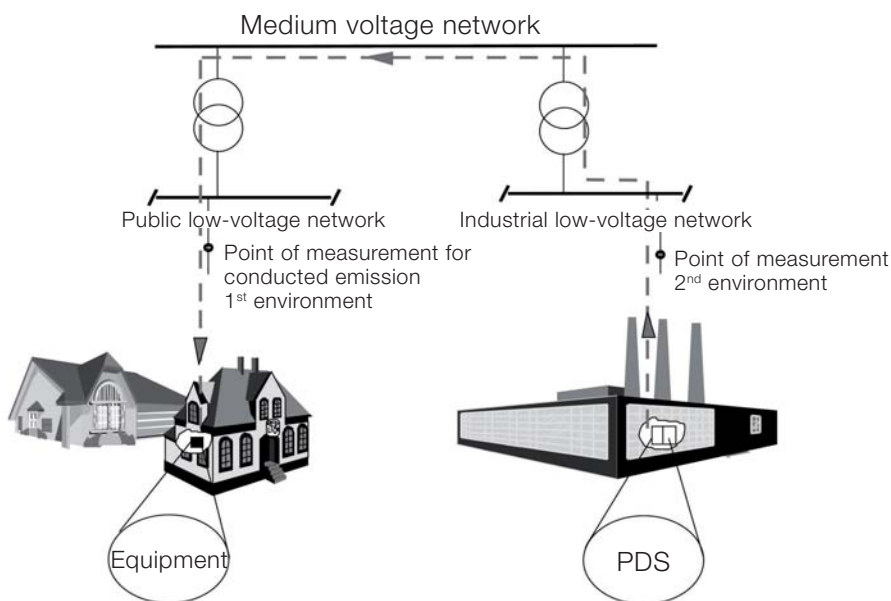 Medium voltage network
Public low-voltage network
Industrial low-voltage network
Point of measurement for
conducted emission
1st environment
Point of measurement
2nd environment
Equipment
PDS